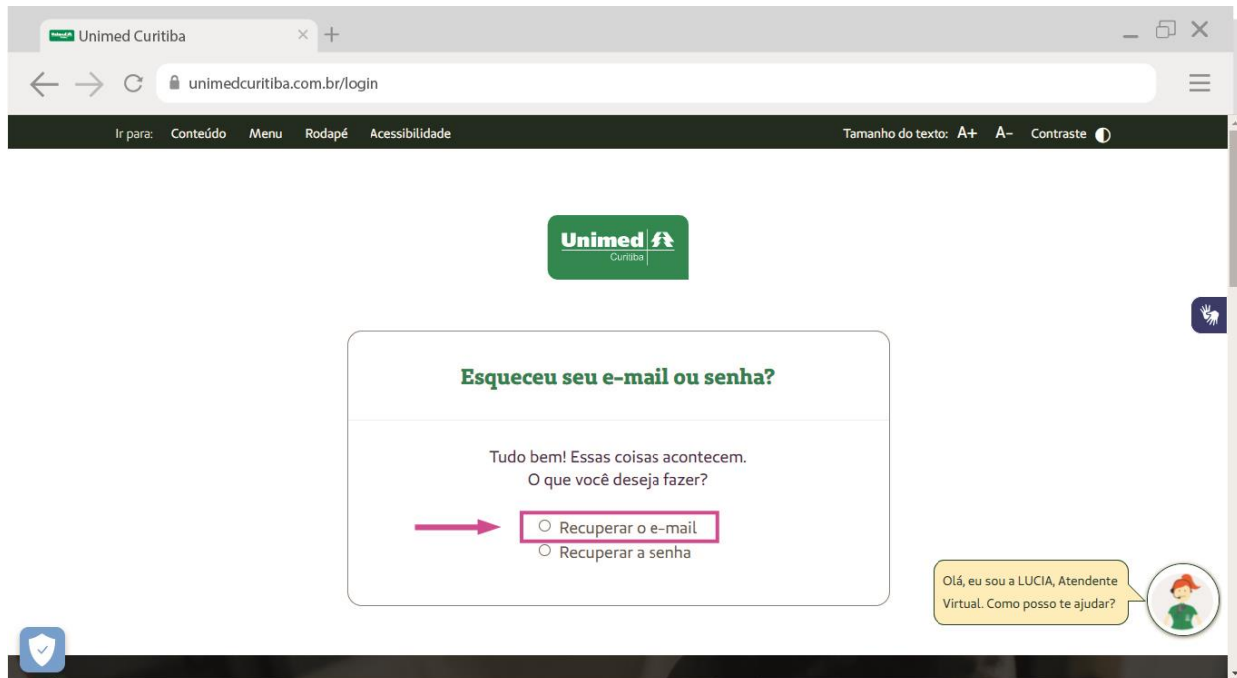 Unimed Curitiba
unimedcuritiba.com.br/login
Ir para: Conteúdo Menu Rodapé Acessibilidade Tamanho do texto: A+ A- Contraste
Unimed
Curitiba
Esqueceu seu e-mail ou senha?
Tudo bem! Essas coisas acontecem.
O que você deseja fazer?
Recuperar o e-mail
Recuperar a senha
Olá, eu sou a LUCIA, Atendente
Virtual. Como posso te ajudar?